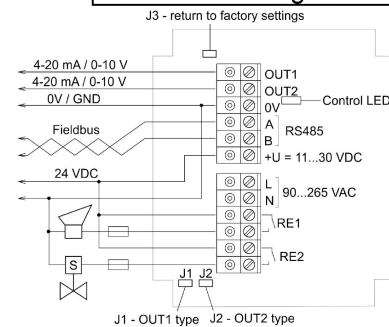 J3 - return to factory settings
4-20 mA / 0-10 V
OUT1
4-20 mA / 0-10 V
OUT2
0V / GND
0V
Control LED
Fieldbus
A
B
RS485
+U = 11...30 VDC
24 VDC
L
N
90...265 VAC
RE1
RE2
S
J1 J2
J1 - OUT1 type
J2 - OUT2 type